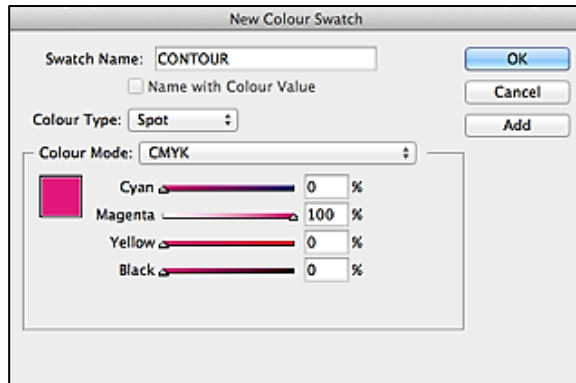 New Colour Swatch
Swatch Name: CONTOUR
OK
Name with Colour Value
Cancel
Colour Type: Spot
Add
Colour Mode: CMYK
Cyan 0 %
Magenta 100 %
Yellow 0 %
Black 0 %